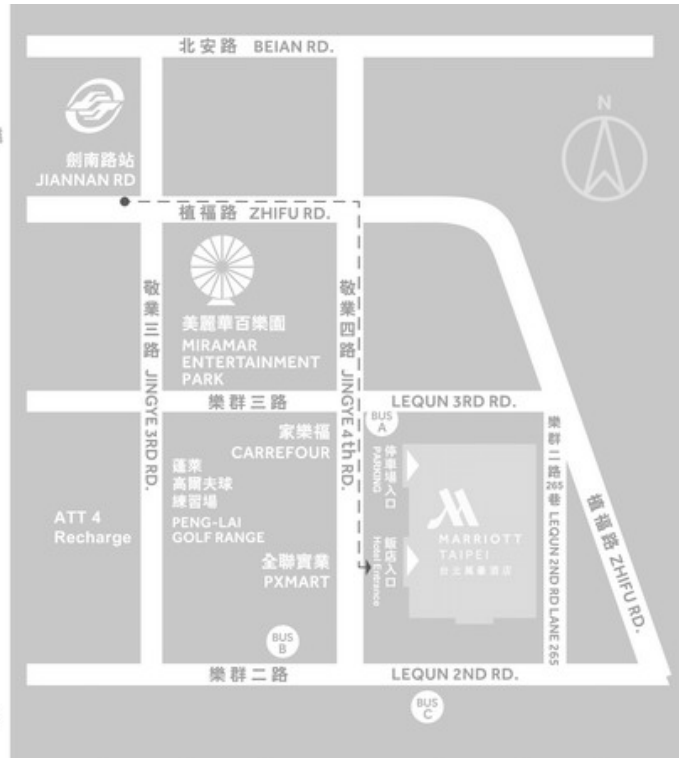 北安路 BEIAN RD.
N
劍南路站
JIANNAN RD
植福路 ZHIFU RD.
敬業三路 JINGYE 3RD RD.
美麗華百樂園
MIRAMAR
ENTERTAINMENT
PARK
敬業四路 JINGYE 4th RD.
樂群三路
LEQUN 3RD RD.
BUS
A
家樂福
CARREFOUR
蓬萊
高爾夫球
練習場
PENG-LAI
GOLF RANGE
ATT 4
Recharge
全聯實業
PXMART
停車場入口
PARKING
飯店入口
Hotel Entrance
MARRIOTT
TAIPEI
台北萬豪酒店
樂群二路265巷 LEQUN 2ND RD LANE 265
植福路 ZHIFU RD.
BUS
B
樂群二路
LEQUN 2ND RD.
BUS
C